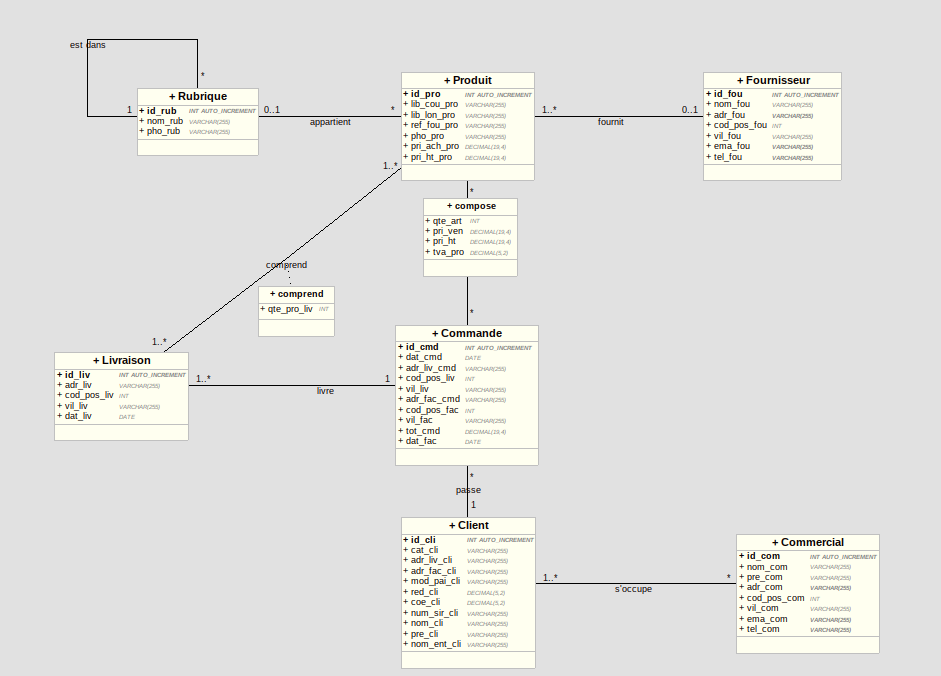 est dans
*
1
+ Rubrique
+ id_rub INT AUTO_INCREMENT
+ nom_rub VARCHAR(255)
+ pho_rub VARCHAR(255)
0..1
appartient
*
+ Produit
+ id_pro INT AUTO_INCREMENT
+ lib_cou_pro VARCHAR(255)
+ lib_lon_pro VARCHAR(255)
+ ref_fou_pro VARCHAR(255)
+ pho_pro VARCHAR(255)
+ pri_ach_pro DECIMAL(19,4)
+ pri_ht_pro DECIMAL(19,4)
1..*
fournit
0..1
+ Fournisseur
+ id_fou INT AUTO_INCREMENT
+ nom_fou VARCHAR(255)
+ adr_fou VARCHAR(255)
+ cod_pos_fou INT
+ vil_fou VARCHAR(255)
+ ema_fou VARCHAR(255)
+ tel_fou VARCHAR(255)
1..*
*
+ compose
+ qte_art INT
+ pri_ven DECIMAL(19,4)
+ pri_ht DECIMAL(19,4)
+ tva_pro DECIMAL(5,2)
*
comprend
+ comprend
+ qte_pro_liv INT
1..*
+ Livraison
+ id_liv INT AUTO_INCREMENT
+ adr_liv VARCHAR(255)
+ cod_pos_liv INT
+ vil_liv VARCHAR(255)
+ dat_liv DATE
1..*
livre
1
+ Commande
+ id_cmd INT AUTO_INCREMENT
+ dat_cmd DATE
+ adr_liv_cmd VARCHAR(255)
+ cod_pos_liv INT
+ vil_liv VARCHAR(255)
+ adr_fac_cmd VARCHAR(255)
+ cod_pos_fac INT
+ vil_fac VARCHAR(255)
+ tot_cmd DECIMAL(19,4)
+ dat_fac DATE
*
passe
1
+ Client
+ id_cli INT AUTO_INCREMENT
+ cat_cli VARCHAR(255)
+ adr_liv_cli VARCHAR(255)
+ adr_fac_cli VARCHAR(255)
+ mod_pai_cli VARCHAR(255)
+ red_cli DECIMAL(5,2)
+ coe_cli DECIMAL(5,2)
+ num_sir_cli VARCHAR(255)
+ nom_cli VARCHAR(255)
+ pre_cli VARCHAR(255)
+ nom_ent_cli VARCHAR(255)
1..*
s'occupe
*
+ Commercial
+ id_com INT AUTO_INCREMENT
+ nom_com VARCHAR(255)
+ pre_com VARCHAR(255)
+ adr_com VARCHAR(255)
+ cod_pos_com INT
+ vil_com VARCHAR(255)
+ ema_com VARCHAR(255)
+ tel_com VARCHAR(255)